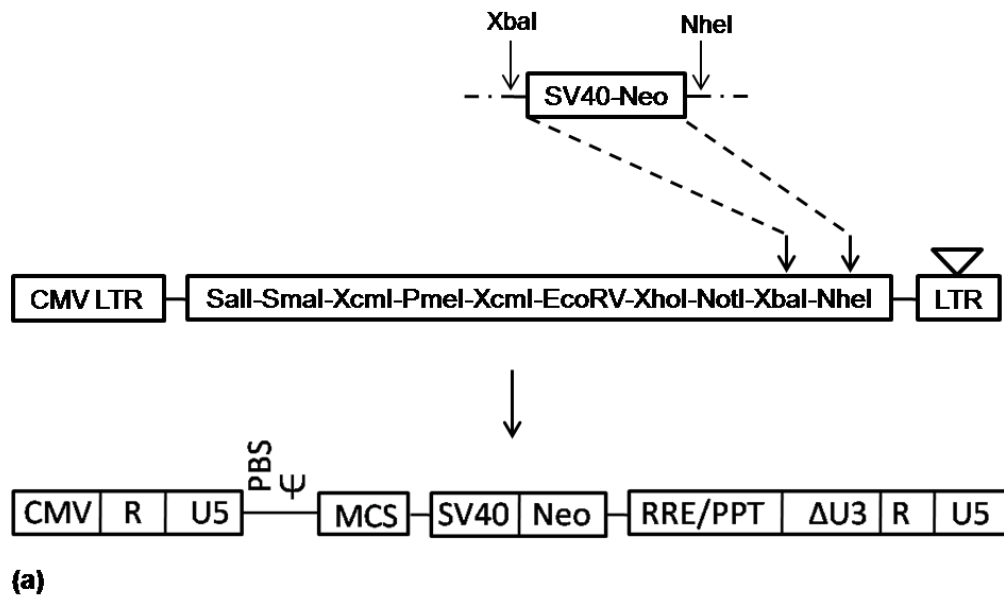 XbaI NheI
SV40-Neo
CMV LTR SalI-SmaI-XcmI-PmeI-XcmI-EcoRV-XhoI-NotI-XbaI-NheI LTR
PBS
Ψ
CMV R U5 MCS SV40 Neo RRE/PPT ΔU3 R U5
(a)